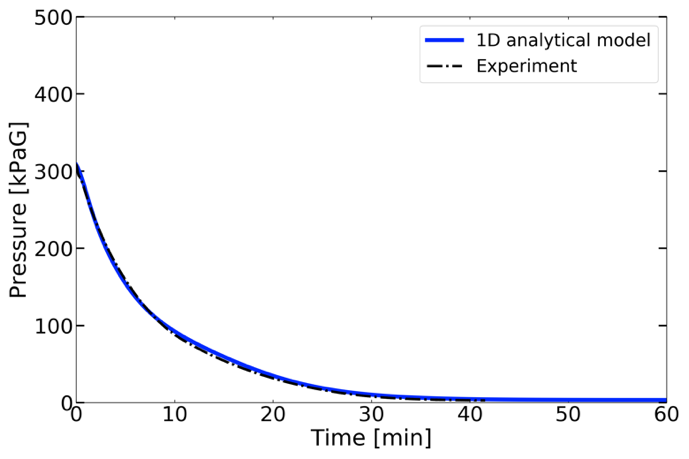 500
400
300
200
100
0
Pressure [kPaG]
1D analytical model
Experiment
0 10 20 30 40 50 60
Time [min]